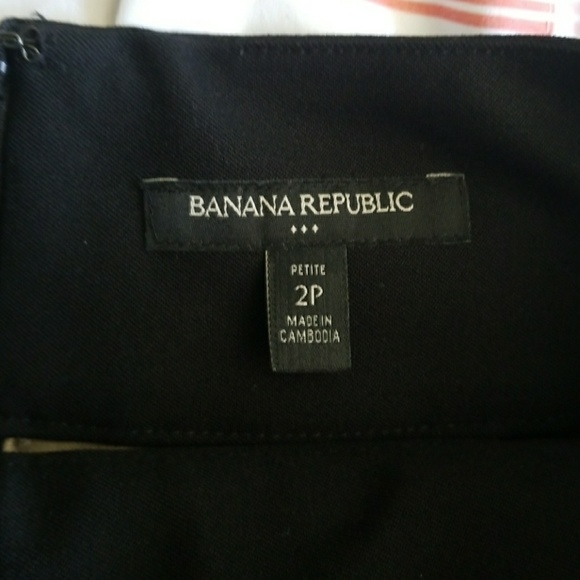 BANANA REPUBLIC
PETITE
2P
MADE IN
CAMBODIA